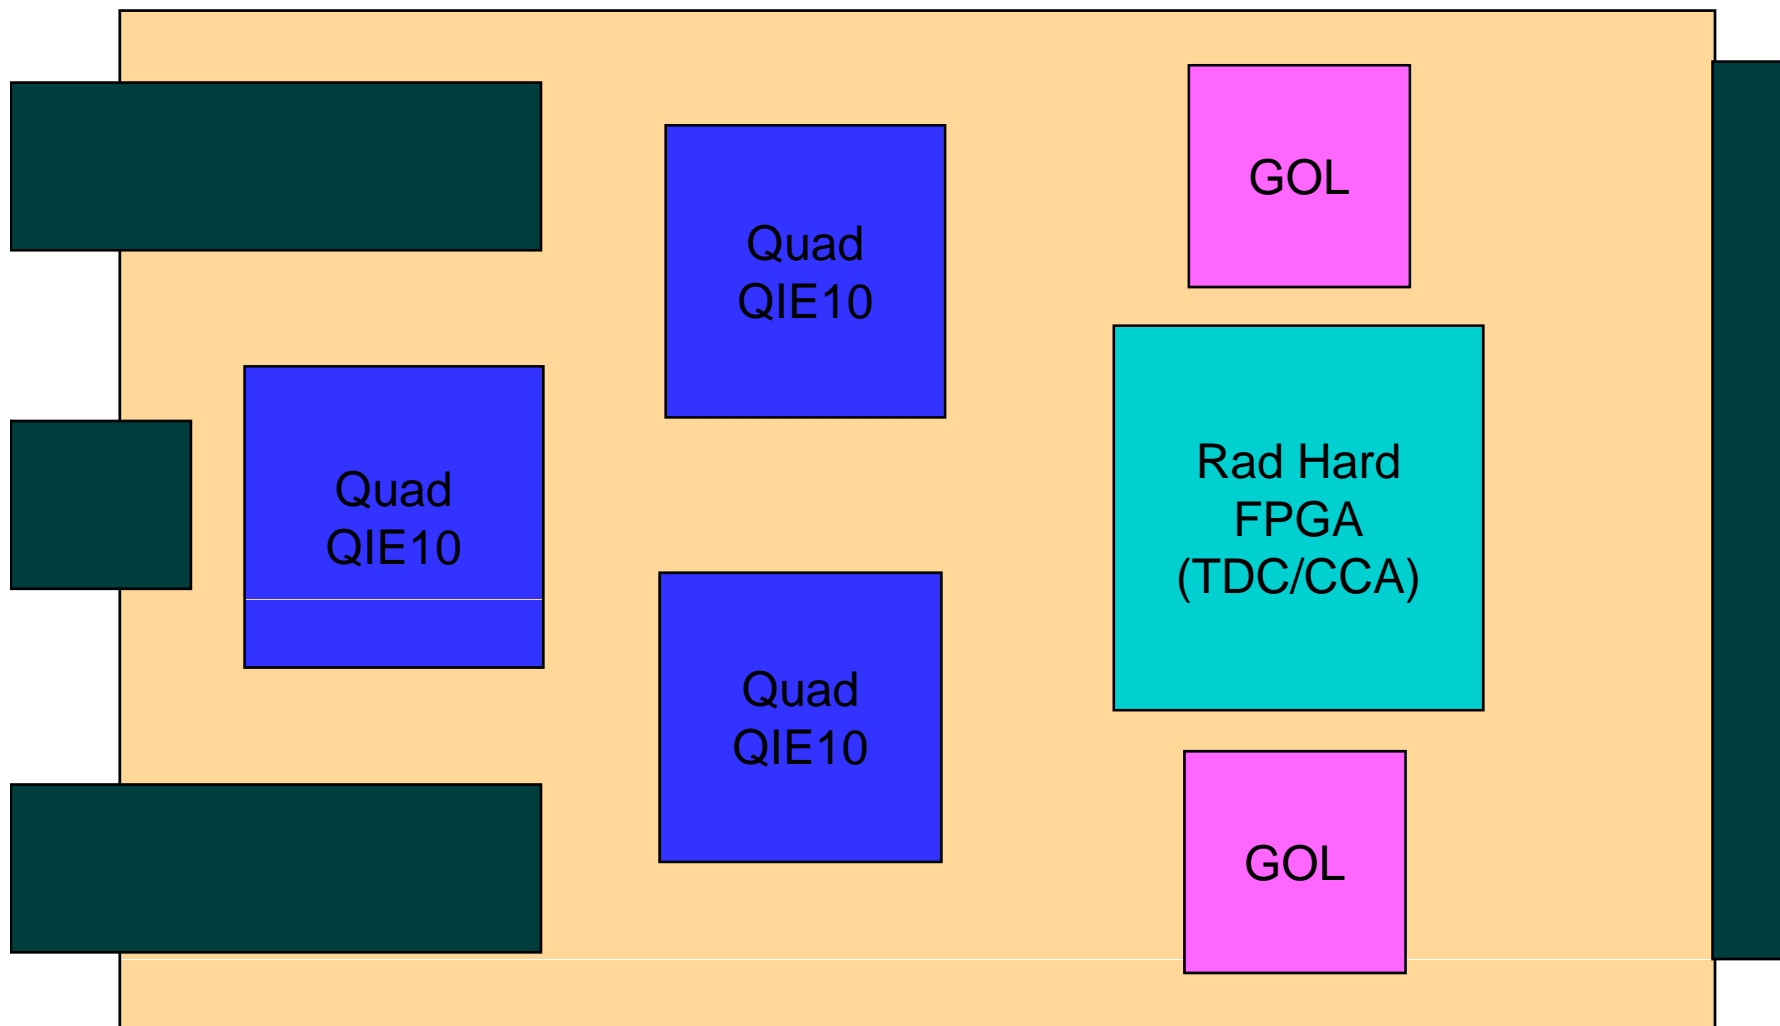 GOL
Quad
QIE10
Quad
QIE10
Rad Hard
FPGA
(TDC/CCA)
Quad
QIE10
GOL